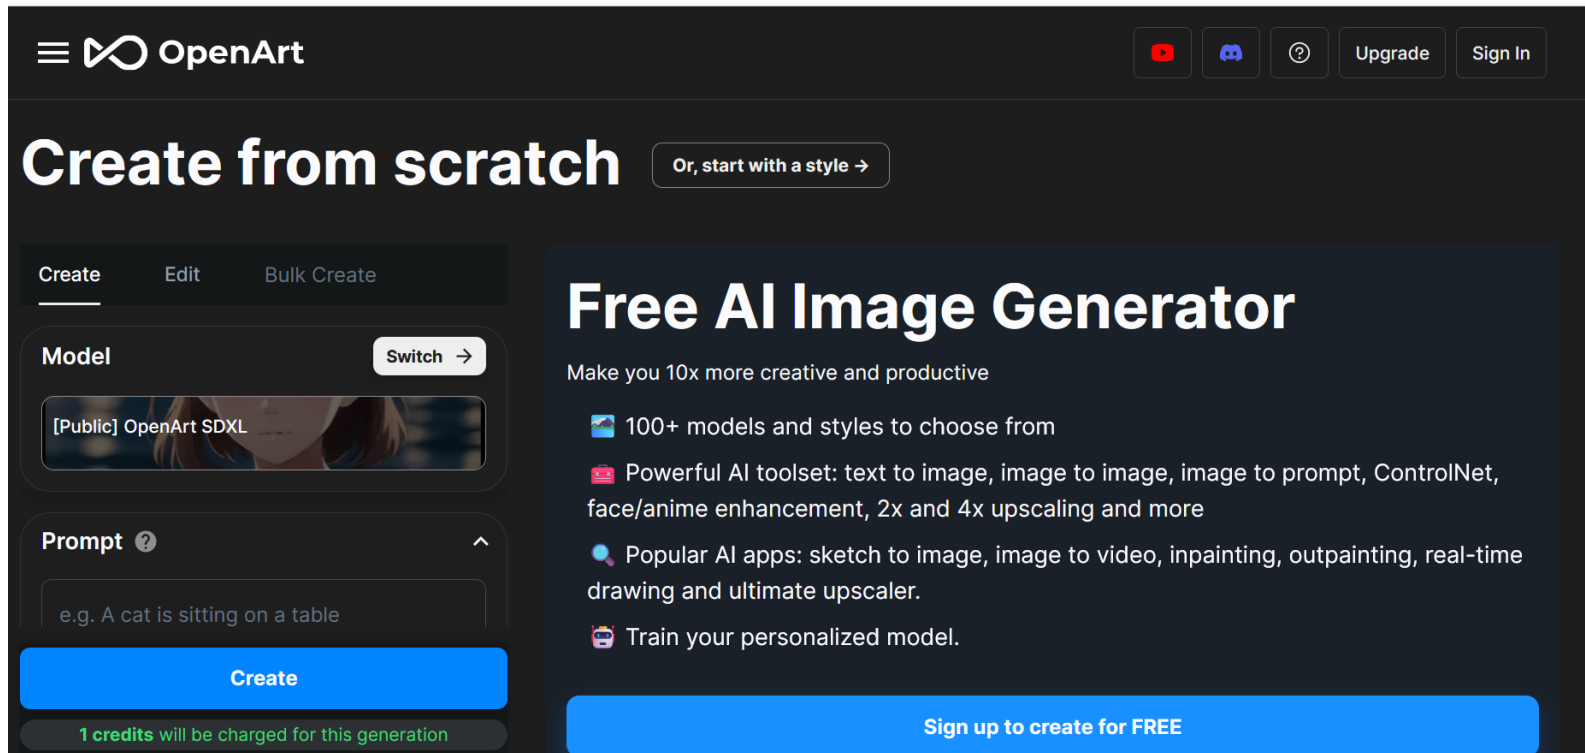 OpenArt
Upgrade
Sign In
Create from scratch
Or, start with a style →
Create
Edit
Bulk Create
Model
Switch →
[Public] OpenArt SDXL
Prompt ?
e.g. A cat is sitting on a table
Create
1 credits will be charged for this generation
Free AI Image Generator
Make you 10x more creative and productive
100+ models and styles to choose from
Powerful AI toolset: text to image, image to image, image to prompt, ControlNet,
face/anime enhancement, 2x and 4x upscaling and more
Popular AI apps: sketch to image, image to video, inpainting, outpainting, real-time
drawing and ultimate upscaler.
Train your personalized model.
Sign up to create for FREE